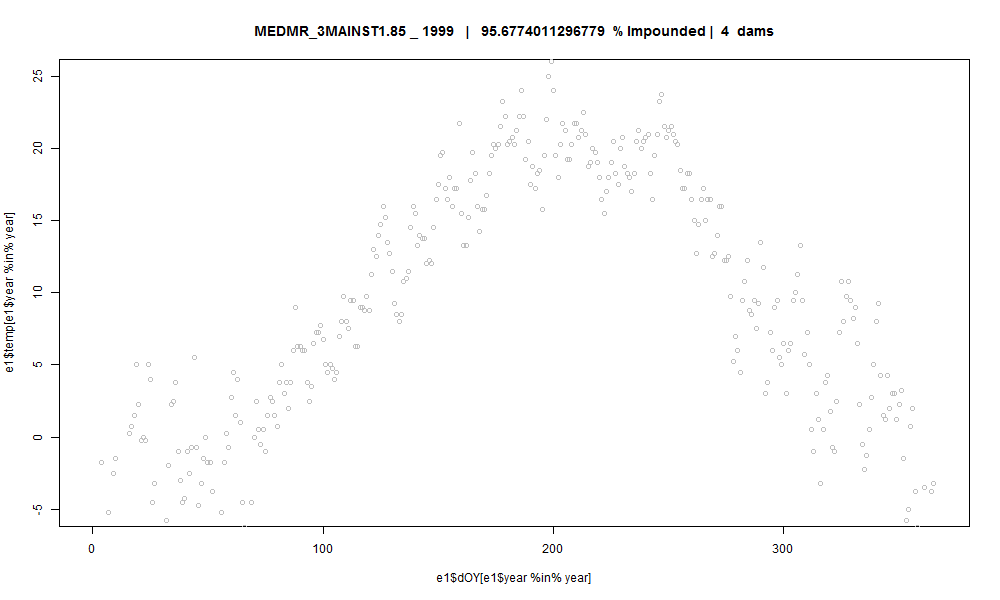 MEDMR_3MAINST1.85 _ 1999 | 95.6774011296779 % Impounded | 4 dams
e1$temp[e1$year %in% year]
25
20
15
10
5
0
-5
0 100 200 300
e1$dOY[e1$year %in% year]